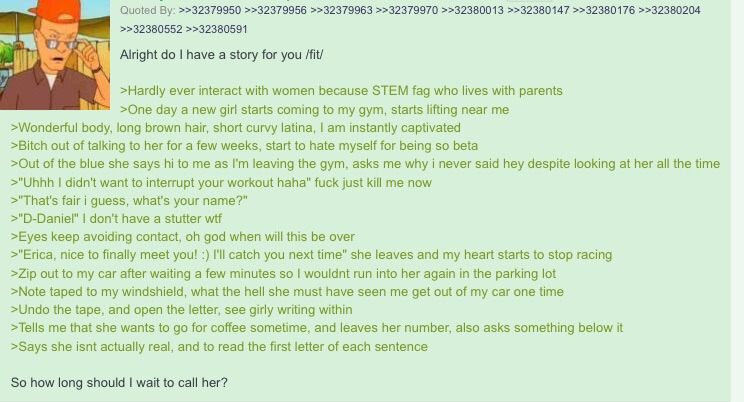 Quoted By: >>32379950 >>32379956 >>32379963 >>32379970 >>32380013 >>32380147 >>32380176 >>32380204
>>32380552 >>32380591
Alright do I have a story for you /fit/
>Hardly ever interact with women because STEM fag who lives with parents
>One day a new girl starts coming to my gym, starts lifting near me
>Wonderful body, long brown hair, short curvy latina, I am instantly captivated
>Bitch out of talking to her for a few weeks, start to hate myself for being so beta
>Out of the blue she says hi to me as I'm leaving the gym, asks me why i never said hey despite looking at her all the time
>"Uhhh I didn't want to interrupt your workout haha" fuck just kill me now
>"That's fair i guess, what's your name?"
>"D-Daniel" I don't have a stutter wtf
>Eyes keep avoiding contact, oh god when will this be over
>"Erica, nice to finally meet you! :) I'll catch you next time" she leaves and my heart starts to stop racing
>Zip out to my car after waiting a few minutes so I wouldnt run into her again in the parking lot
>Note taped to my windshield, what the hell she must have seen me get out of my car one time
>Undo the tape, and open the letter, see girly writing within
>Tells me that she wants to go for coffee sometime, and leaves her number, also asks something below it
>Says she isnt actually real, and to read the first letter of each sentence
So how long should I wait to call her?